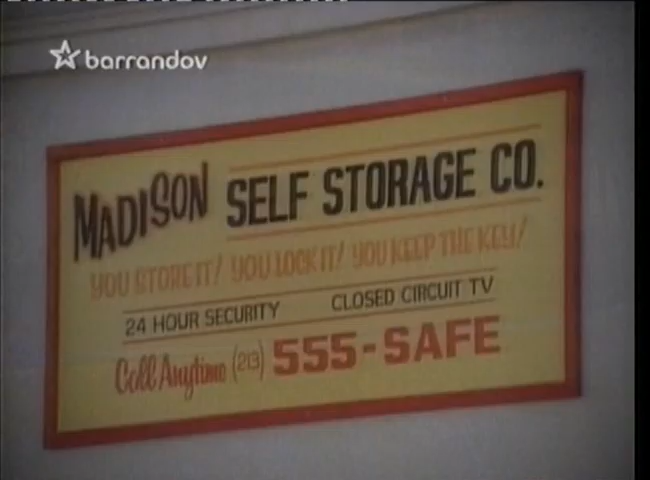 barrandov
MADISON SELF STORAGE CO.
YOU STORE IT! YOU LOCK IT! YOU KEEP THE KEY!
24 HOUR SECURITY CLOSED CIRCUIT TV
Call Anytime (213) 555-SAFE